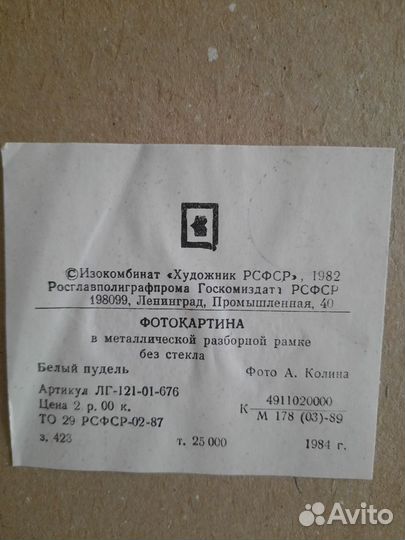 ©Изокомбинат «Художник РСФСР», 1982
Росглавполиграфпрома Госкомиздата РСФСР
198099, Ленинград, Промышленная, 40
ФОТОКАРТИНА
в металлической разборной рамке
без стекла
Белый пудель Фото А. Колина
Артикул ЛГ-121-01-676
Цена 2 р. 00 к.
ТО 29 РСФСР-02-87
К 4911020000
М 178 (03)-89
з. 423 т. 25 000 1984 г.
Avito